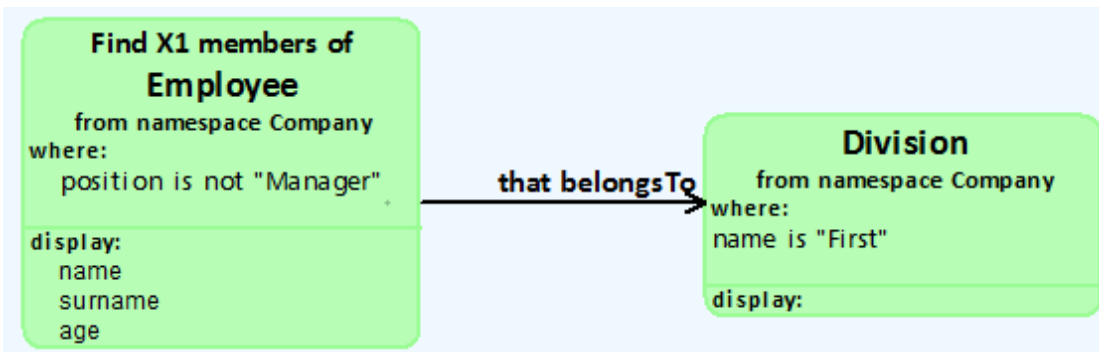 Find X1 members of
Employee
from namespace Company
where:
position is not "Manager"
display:
name
surname
age
that belongsTo
Division
from namespace Company
where:
name is "First"
display: